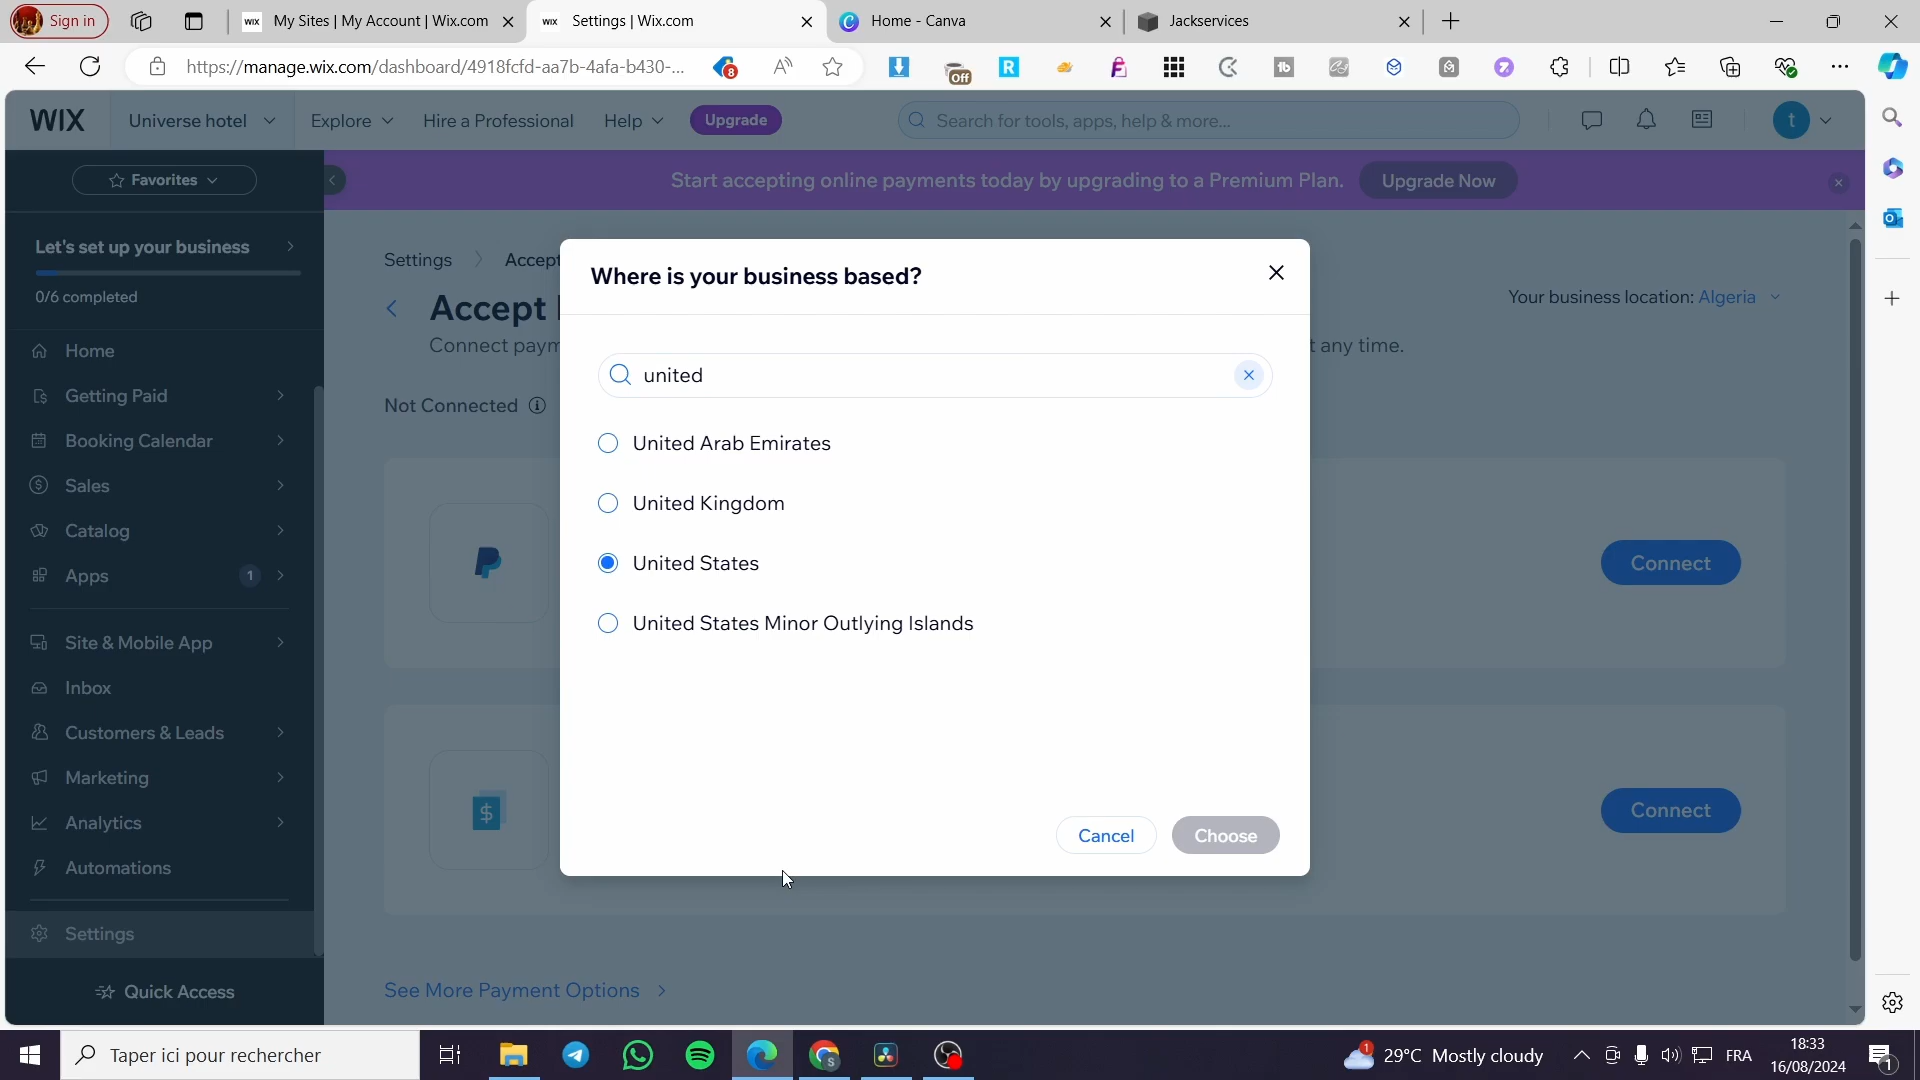 Sign in
My Sites | My Account | Wix.com
Settings | Wix.com
Home - Canva
Jackservices
https://manage.wix.com/dashboard/4918fcfd-aa7b-4afa-b430-...
8
Off
WIX
Universe hotel
Explore
Hire a Professional
Help
Upgrade
Search for tools, apps, help & more...
t
Favorites
Start accepting online payments today by upgrading to a Premium Plan.
Upgrade Now
Let's set up your business
0/6 completed
Home
Getting Paid
Booking Calendar
Sales
Catalog
Apps
1
Site & Mobile App
Inbox
Customers & Leads
Marketing
Analytics
Automations
Settings
Quick Access
Settings
Accept
Your business location: Algeria
Connect paym
t any time.
Not Connected
Connect
Connect
See More Payment Options
Where is your business based?
united
United Arab Emirates
United Kingdom
United States
United States Minor Outlying Islands
Cancel
Choose
Taper ici pour rechercher
1
29°C Mostly cloudy
FRA
18:33
16/08/2024
1